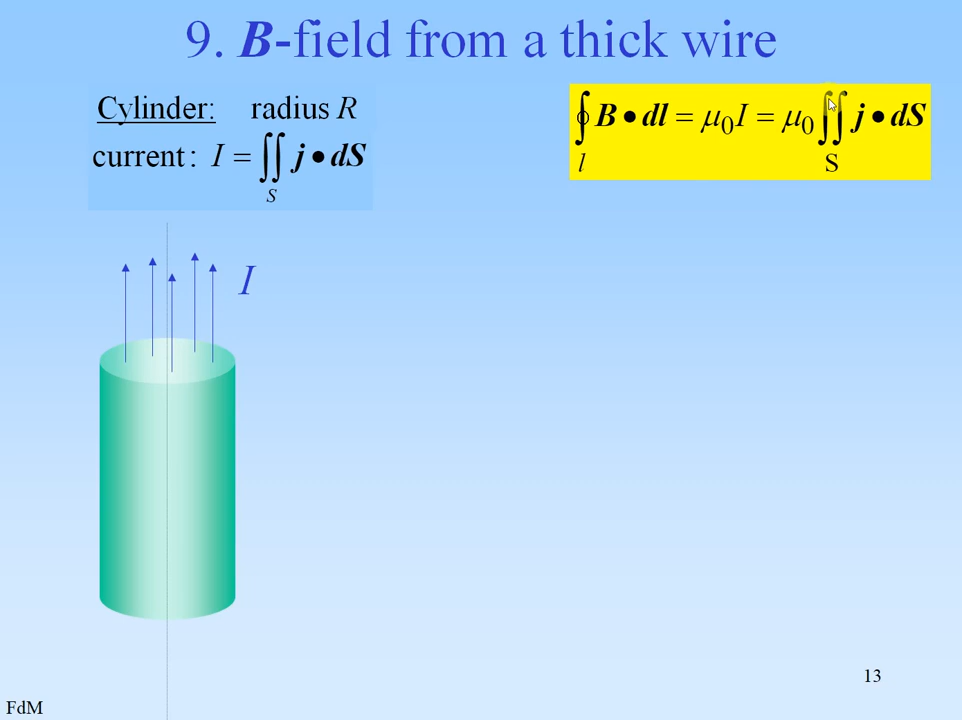 9. B-field from a thick wire
Cylinder: radius R
current: I = ∬ j • dS
S
∮ B • dl = μ₀I = μ₀ ∬ j • dS
l S
I
13
FdM